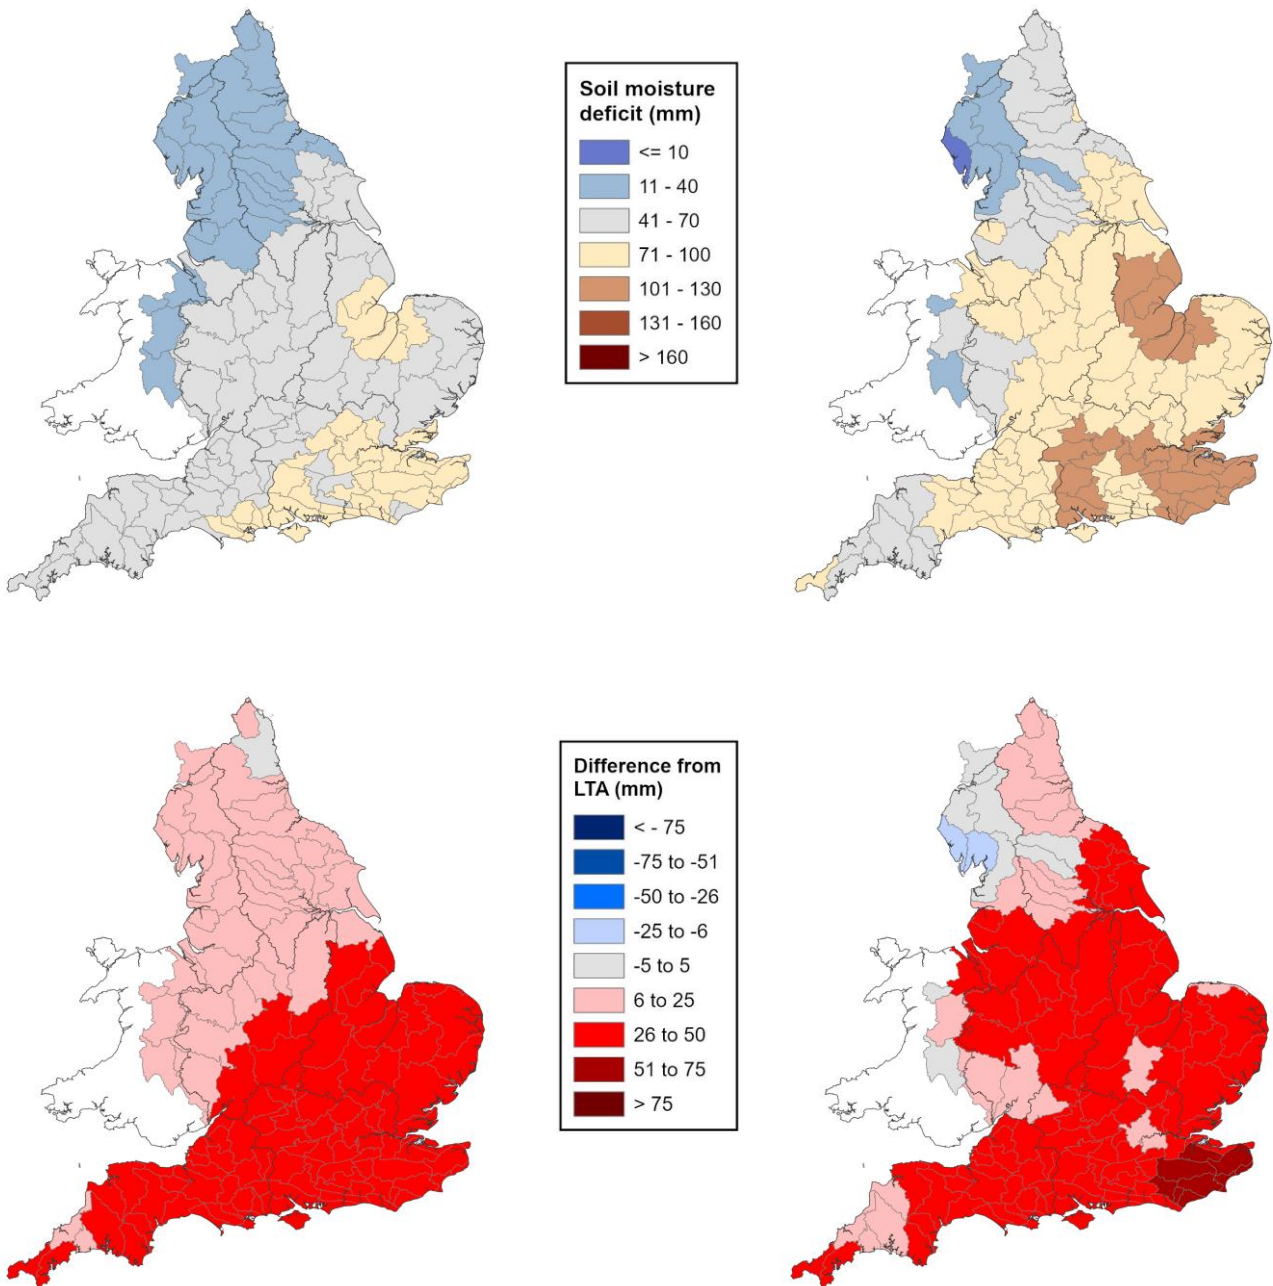 Soil moisture
deficit (mm)
<= 10
11 - 40
41 - 70
71 - 100
101 - 130
131 - 160
> 160
Difference from
LTA (mm)
< - 75
-75 to -51
-50 to -26
-25 to -6
-5 to 5
6 to 25
26 to 50
51 to 75
> 75